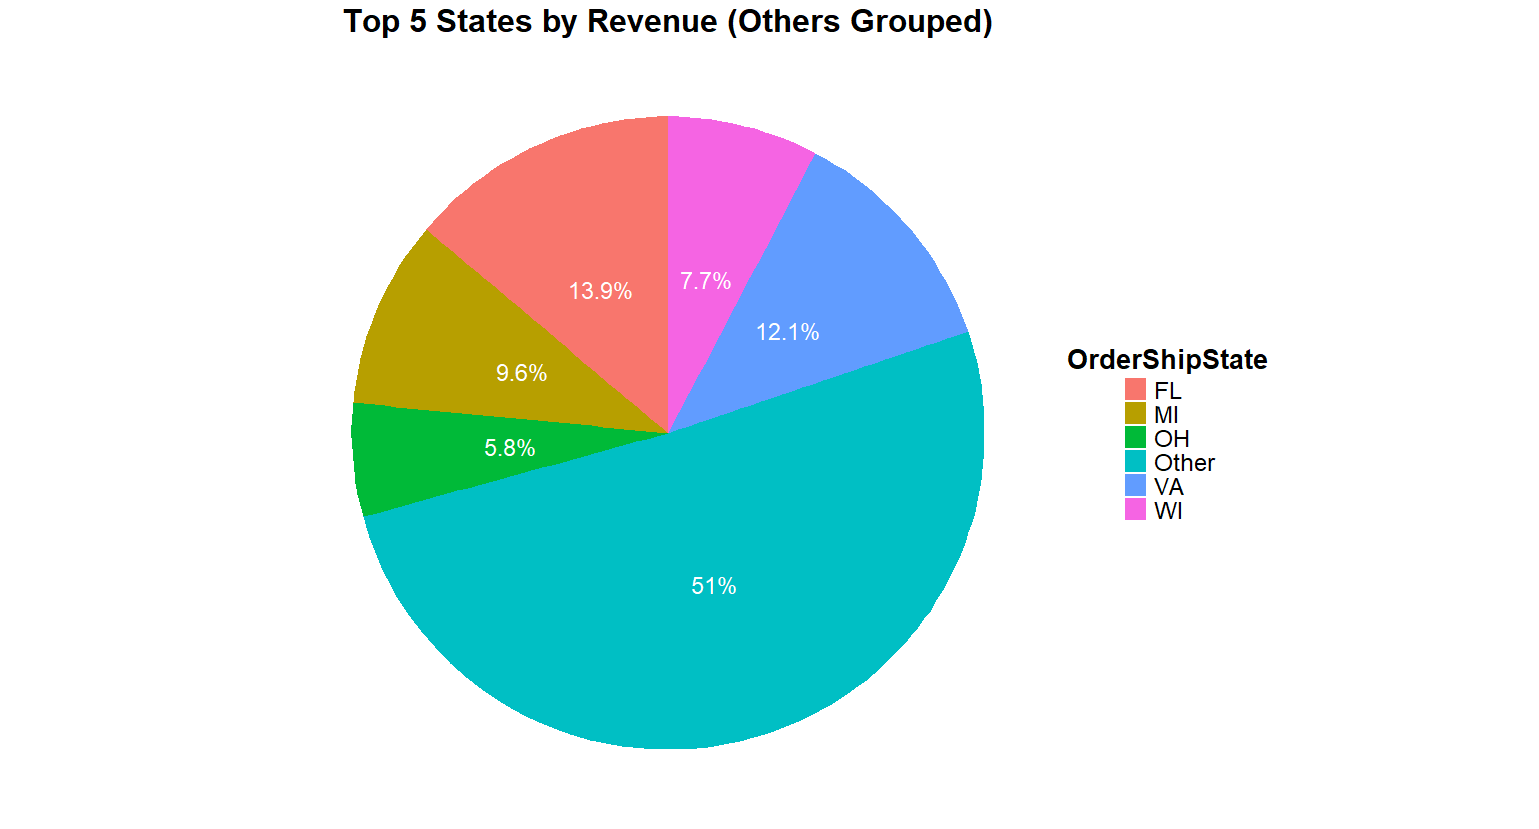 Top 5 States by Revenue (Others Grouped)
7.7%
13.9%
12.1%
9.6%
5.8%
51%
OrderShipState
FL
MI
OH
Other
VA
WI